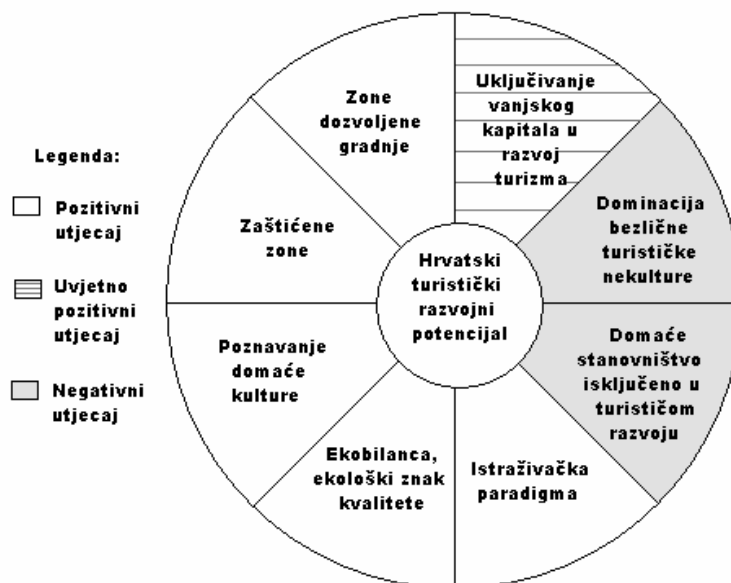 Legenda:
Pozitivni
utjecaj
Uvjetno
pozitivni
utjecaj
Negativni
utjecaj
Zone
dozvoljene
gradnje
Uključivanje
vanjskog
kapitala u
razvoj
turizma
Dominacija
bezlične
turističke
nekulture
Domaće
stanovništvo
isključeno u
turističom
razvoju
Istraživačka
paradigma
Ekobilanca,
ekološki znak
kvalitete
Poznavanje
domaće
kulture
Zaštićene
zone
Hrvatski
turistički
razvojni
potencijal